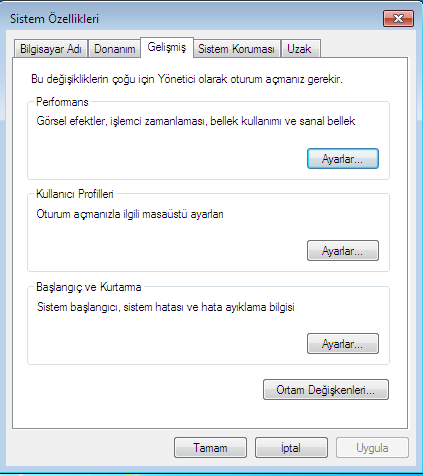 Sistem Özellikleri
Bilgisayar Adı Donanım Gelişmiş Sistem Koruması Uzak
Bu değişikliklerin çoğu için Yönetici olarak oturum açmanız gerekir.
Performans
Görsel efektler, işlemci zamanlaması, bellek kullanımı ve sanal bellek
Ayarlar...
Kullanıcı Profilleri
Oturum açmanızla ilgili masaüstü ayarları
Ayarlar...
Başlangıç ve Kurtarma
Sistem başlangıcı, sistem hatası ve hata ayıklama bilgisi
Ayarlar...
Ortam Değişkenleri...
Tamam İptal Uygula